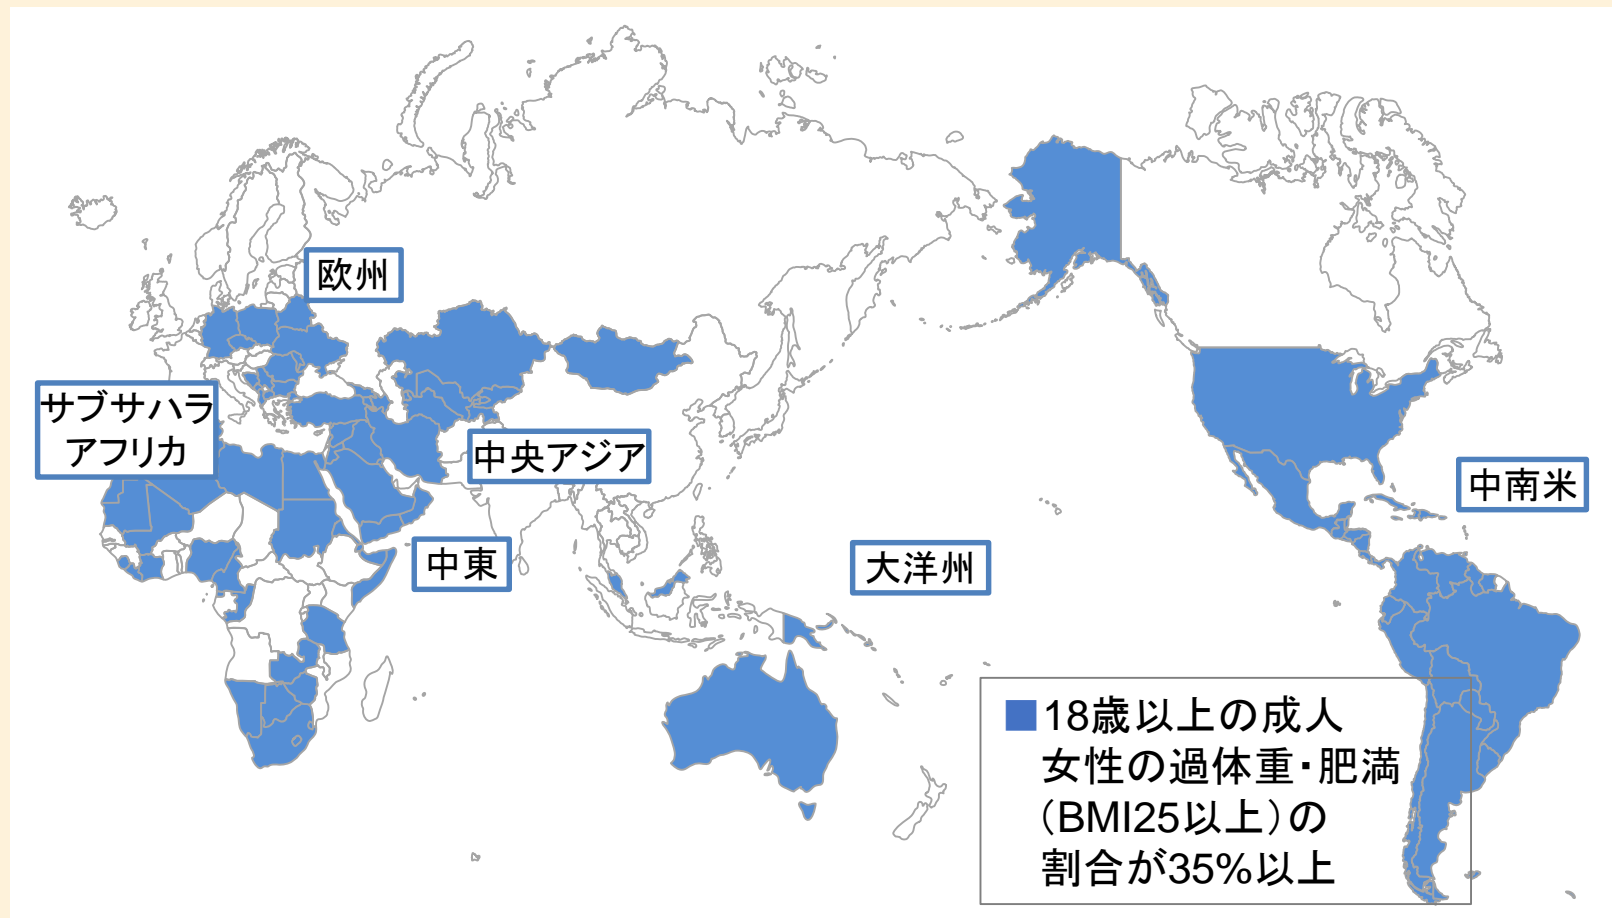 欧州
サブサハラ
アフリカ
中央アジア
中南米
中東
大洋州
■18歳以上の成人
女性の過体重・肥満
（BMI25以上）の
割合が35%以上